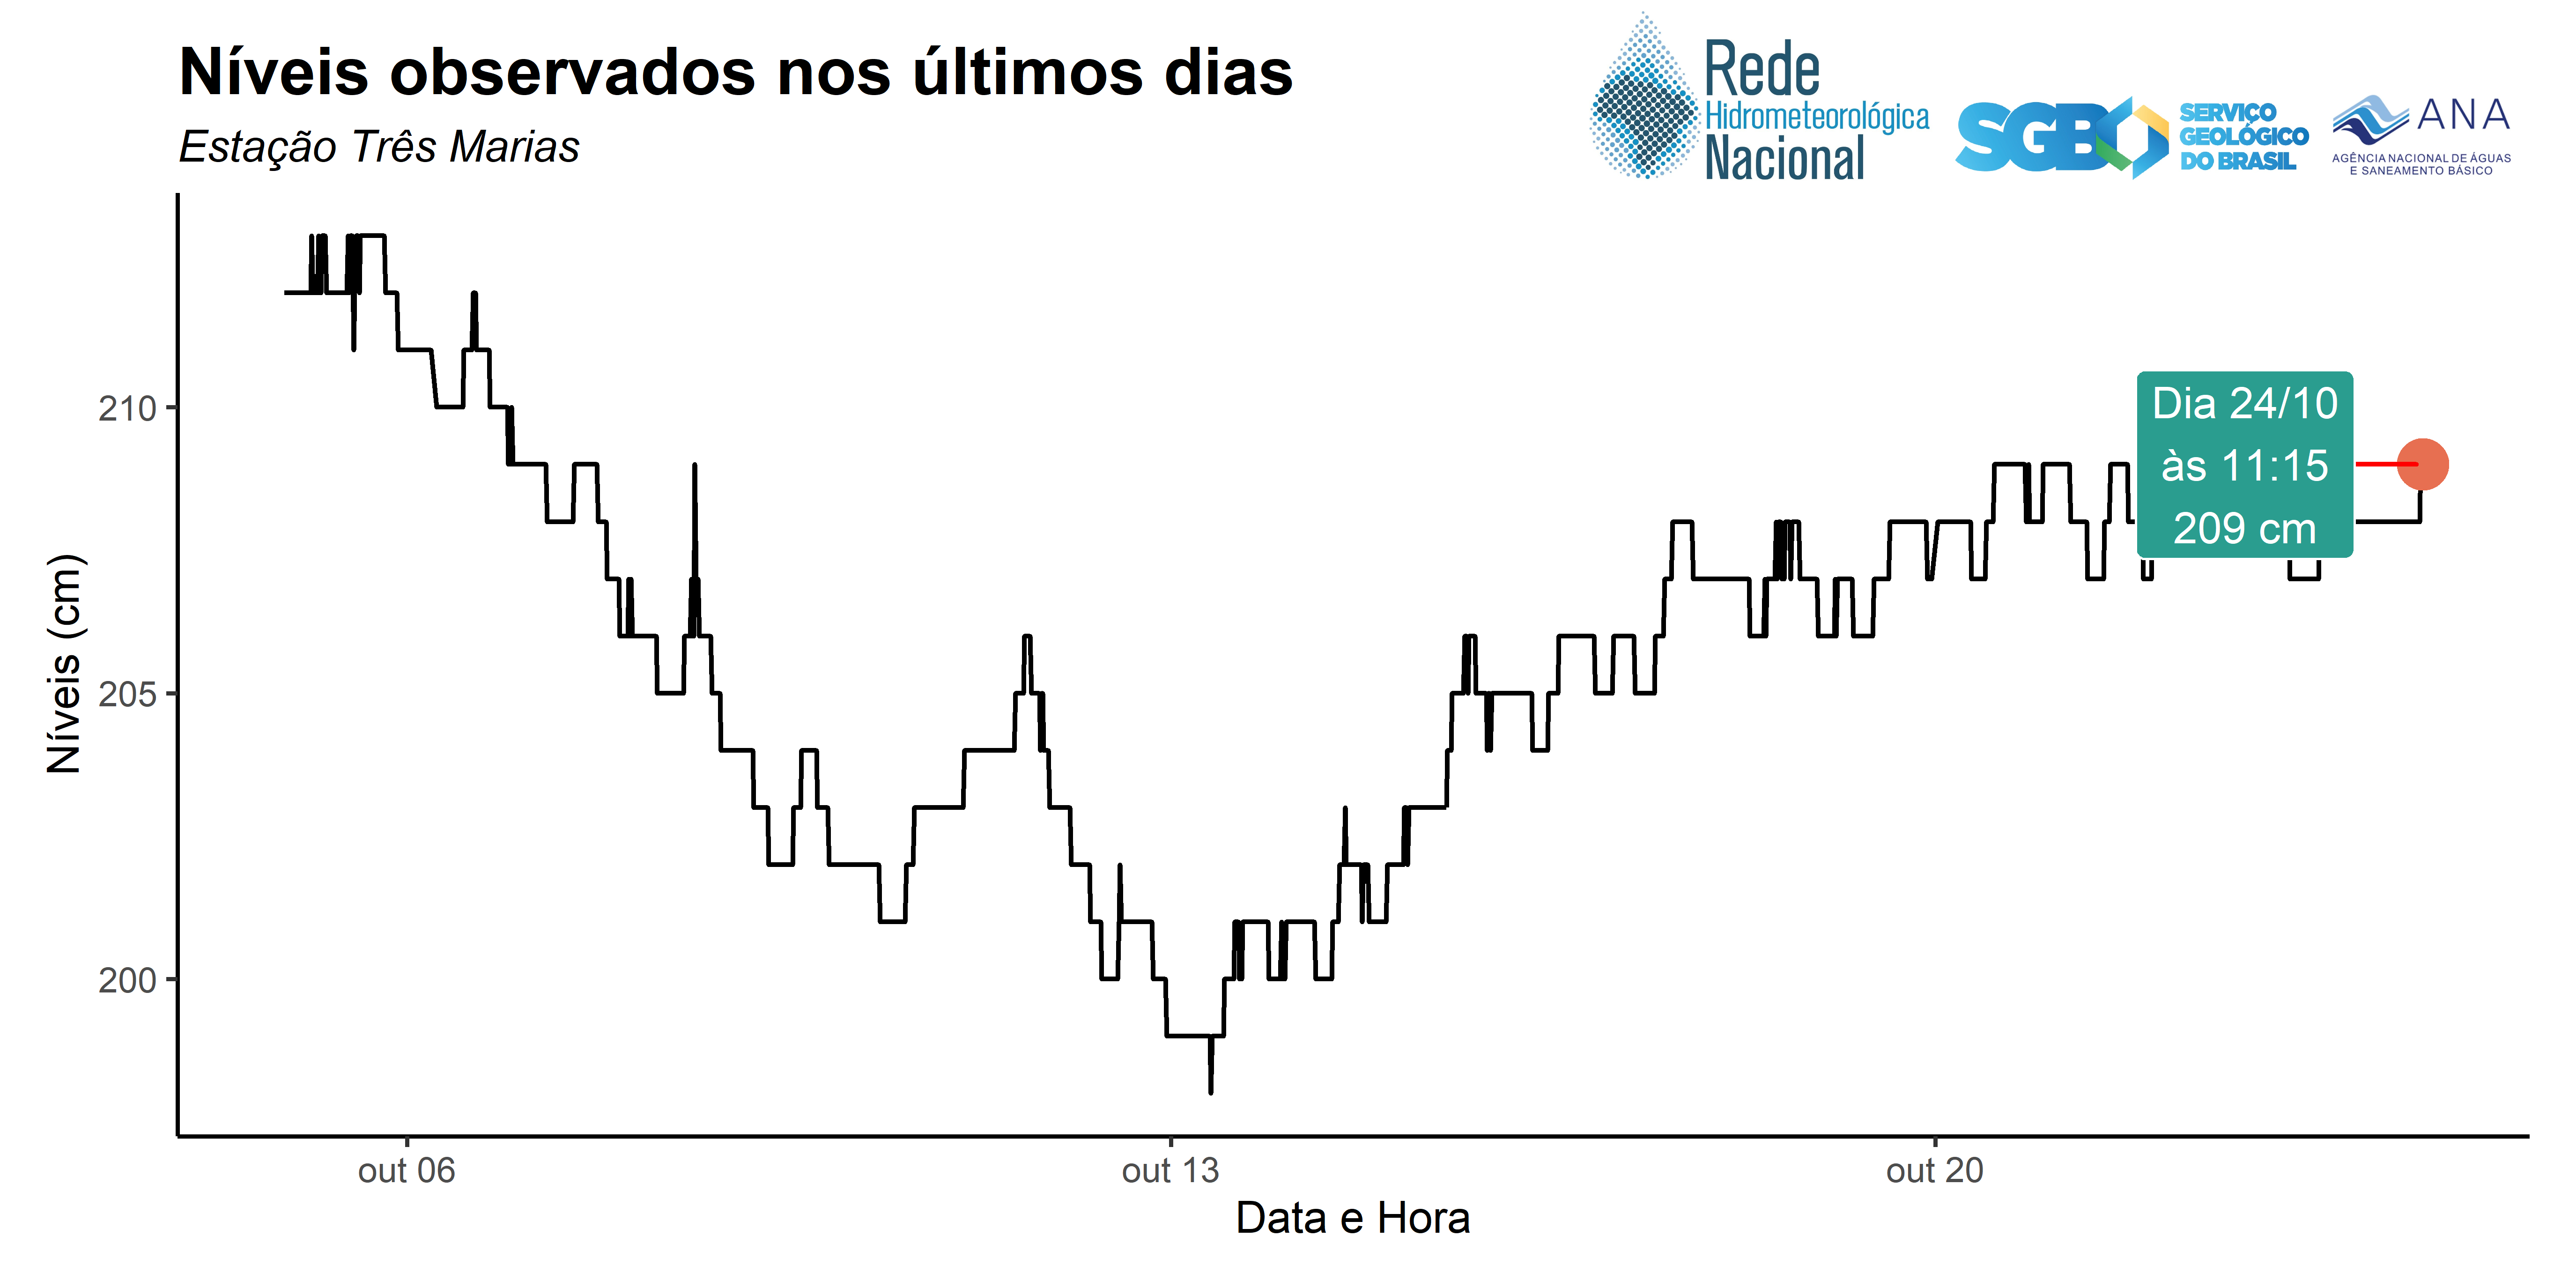 Níveis observados nos últimos dias
Estação Três Marias
Rede
Hidrometeorológica
Nacional
SGB
SERVIÇO
GEOLÓGICO
DO BRASIL
ANA
AGÊNCIA NACIONAL DE ÁGUAS
E SANEAMENTO BÁSICO
Níveis (cm)
210
205
200
Dia 24/10
às 11:15
209 cm
out 06
out 13
out 20
Data e Hora